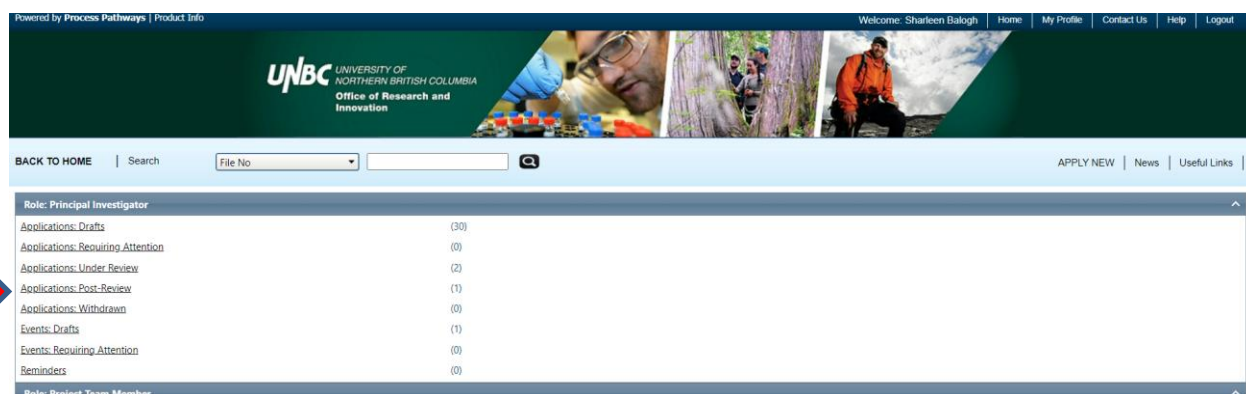 Powered by Process Pathways | Product Info
Welcome: Sharleen Balogh | Home | My Profile | Contact Us | Help | Logout
UNBC UNIVERSITY OF
NORTHERN BRITISH COLUMBIA
Office of Research and
Innovation
BACK TO HOME | Search File No APPLY NEW | News | Useful Links |
Role: Principal Investigator
Applications: Drafts (30)
Applications: Requiring Attention (0)
Applications: Under Review (2)
Applications: Post-Review (1)
Applications: Withdrawn (0)
Events: Drafts (1)
Events: Requiring Attention (0)
Reminders (0)
Role: Project Team Member